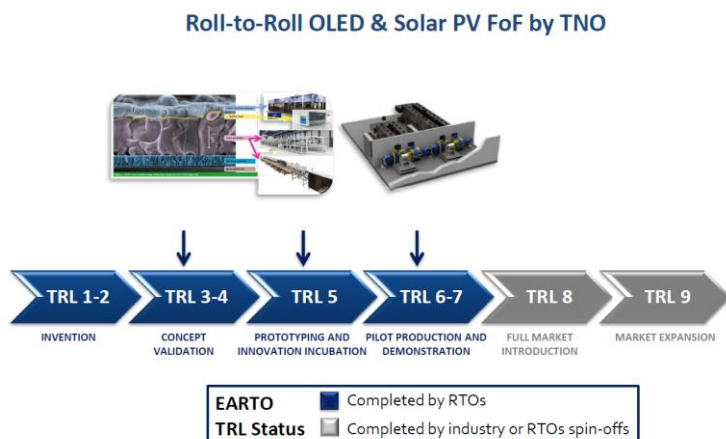 Roll-to-Roll OLED & Solar PV FoF by TNO
TRL 1-2
TRL 3-4
TRL 5
TRL 6-7
TRL 8
TRL 9
INVENTION
CONCEPT
VALIDATION
PROTOTYPING AND
INNOVATION INCUBATION
PILOT PRODUCTION AND
DEMONSTRATION
FULL MARKET
INTRODUCTION
MARKET EXPANSION
EARTO
TRL Status
Completed by RTOs
Completed by industry or RTOs spin-offs